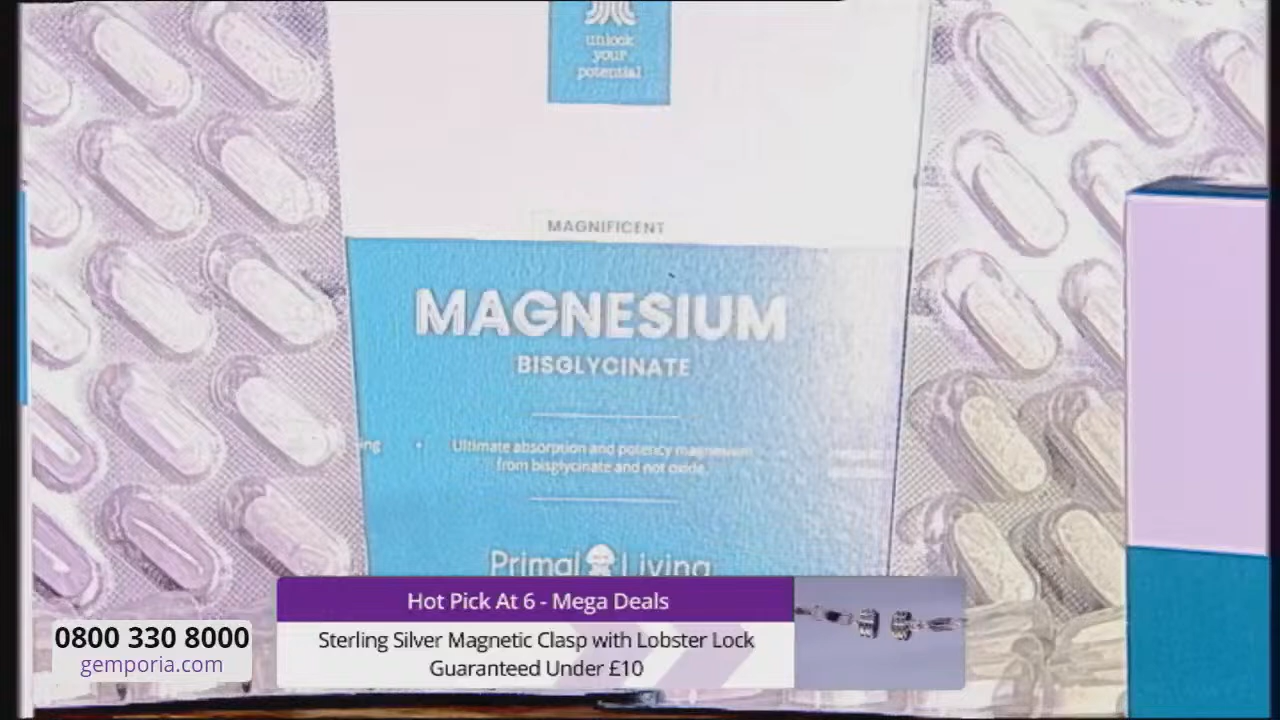 unlock
your
potential
MAGNIFICENT
MAGNESIUM
BISGLYCINATE
Ultimate absorption and potency magnesium
from bisglycinate and not oxide.
Primal Living
Hot Pick At 6 - Mega Deals
Sterling Silver Magnetic Clasp with Lobster Lock
Guaranteed Under £10
0800 330 8000
gemporia.com